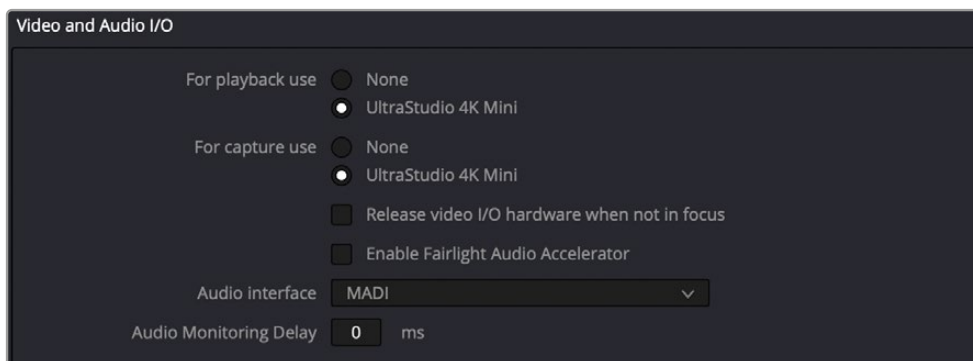 Video and Audio I/O
For playback use None
UltraStudio 4K Mini
For capture use None
UltraStudio 4K Mini
Release video I/O hardware when not in focus
Enable Fairlight Audio Accelerator
Audio interface MADI
Audio Monitoring Delay 0 ms